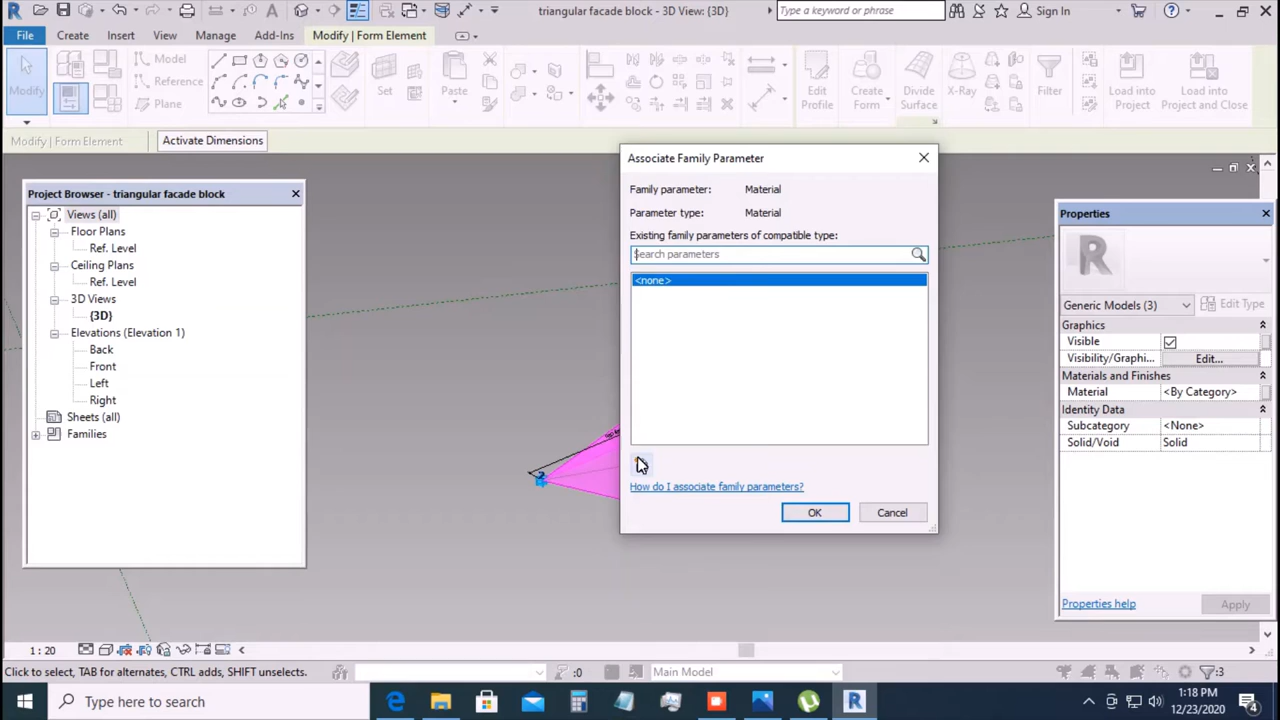 triangular facade block - 3D View: {3D}
Type a keyword or phrase
Sign In
File Create Insert View Manage Add-Ins Modify | Form Element
Modify
Model
Reference
Plane
Set
Paste
Edit Profile
Create Form
Divide Surface
X-Ray
Filter
Load into Project
Load into Project and Close
Modify | Form Element
Activate Dimensions
Project Browser - triangular facade block
Views (all)
Floor Plans
Ref. Level
Ceiling Plans
Ref. Level
3D Views
{3D}
Elevations (Elevation 1)
Back
Front
Left
Right
Sheets (all)
Families
Associate Family Parameter
Family parameter: Material
Parameter type: Material
Existing family parameters of compatible type:
Search parameters
<none>
How do I associate family parameters?
OK Cancel
2
Properties
R
Generic Models (3) Edit Type
Graphics
Visible
Visibility/Graphi... Edit...
Materials and Finishes
Material <By Category>
Identity Data
Subcategory <None>
Solid/Void Solid
Properties help Apply
1 : 20
Click to select, TAB for alternates, CTRL adds, SHIFT unselects.
:0
Main Model
:3
Type here to search
1:18 PM
12/23/2020
4